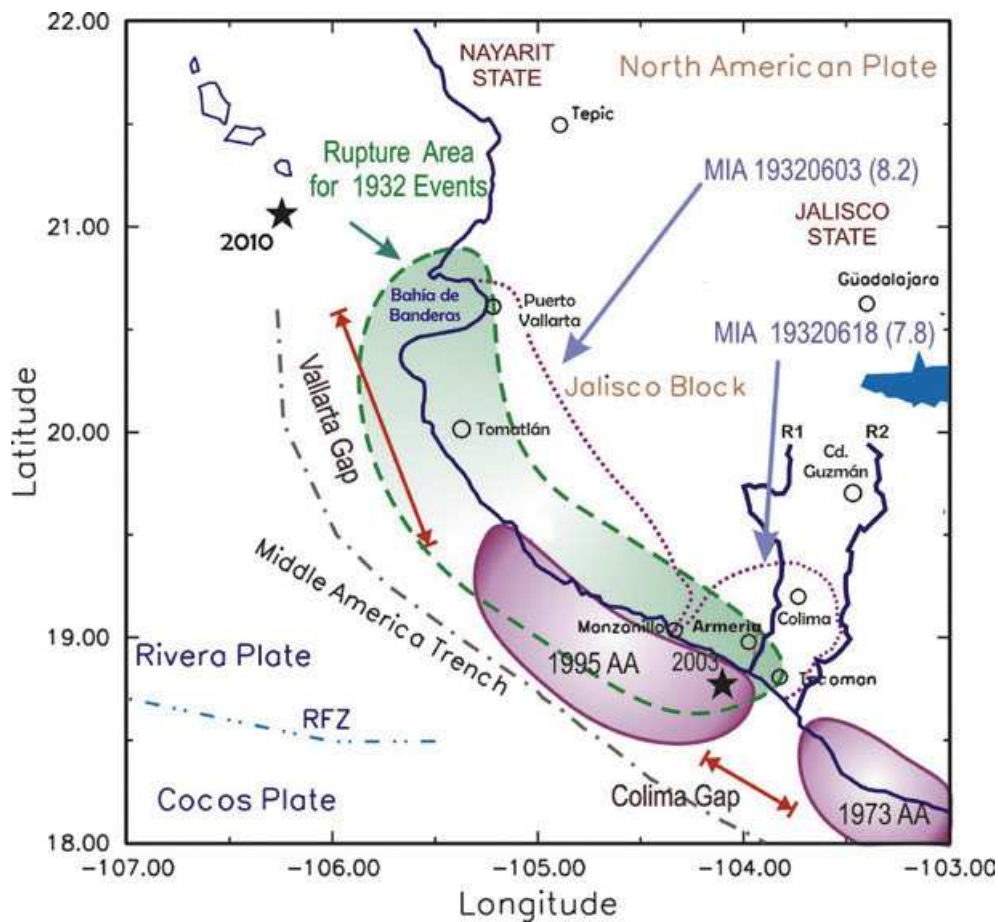 22.00
21.00
20.00
19.00
18.00
Latitude
NAYARIT
STATE
North American Plate
Tepic
Rupture Area
for 1932 Events
MIA 19320603 (8.2)
JALISCO
STATE
2010
Guadalajara
Bahía de
Banderas
Puerto
Vallarta
MIA 19320618 (7.8)
Vallarta Gap
Jalisco Block
Tomatlán
R1
R2
Cd.
Guzmán
Middle America Trench
Manzanillo
Armeria
Colima
Rivera Plate
1995 AA
2003
Tecoman
RFZ
Cocos Plate
Colima Gap
1973 AA
-107.00
-106.00
-105.00
-104.00
-103.00
Longitude